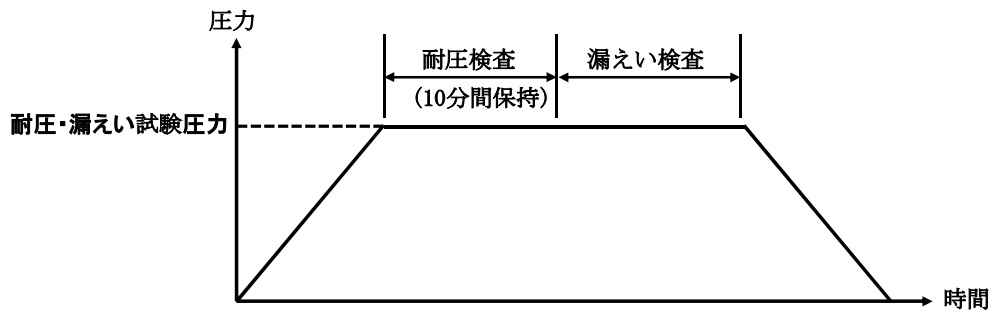 圧力
耐圧検査
漏えい検査
(10分間保持)
耐圧・漏えい試験圧力
時間